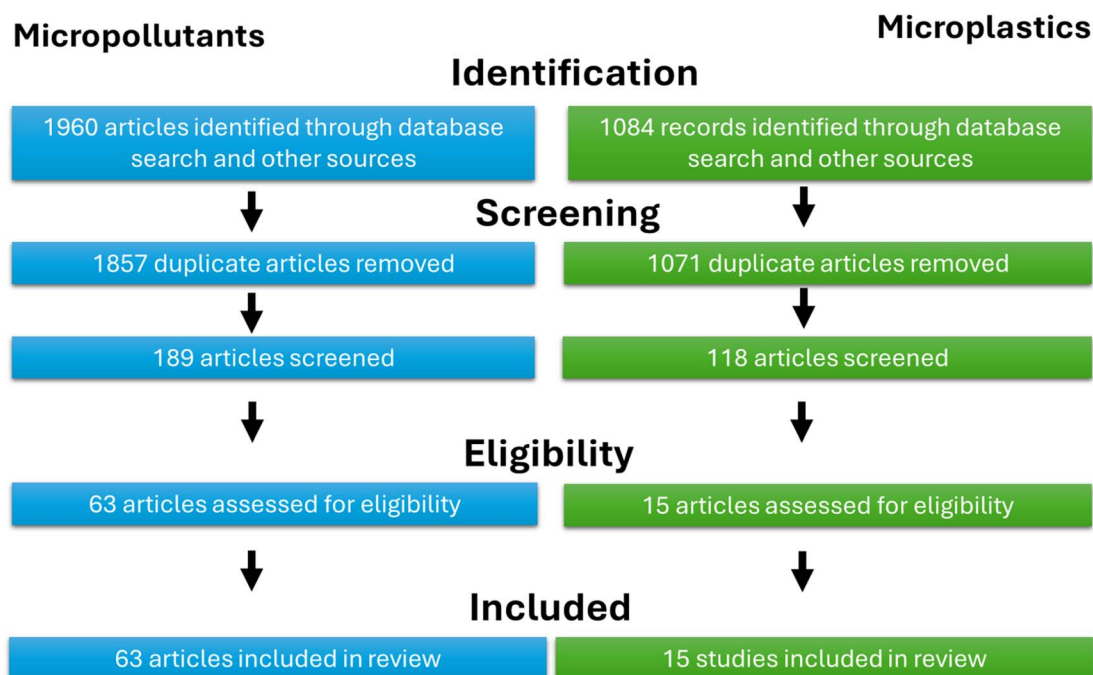 Micropollutants
Microplastics
Identification
1960 articles identified through database
search and other sources
1084 records identified through database
search and other sources
Screening
1857 duplicate articles removed
1071 duplicate articles removed
189 articles screened
118 articles screened
Eligibility
63 articles assessed for eligibility
15 articles assessed for eligibility
Included
63 articles included in review
15 studies included in review